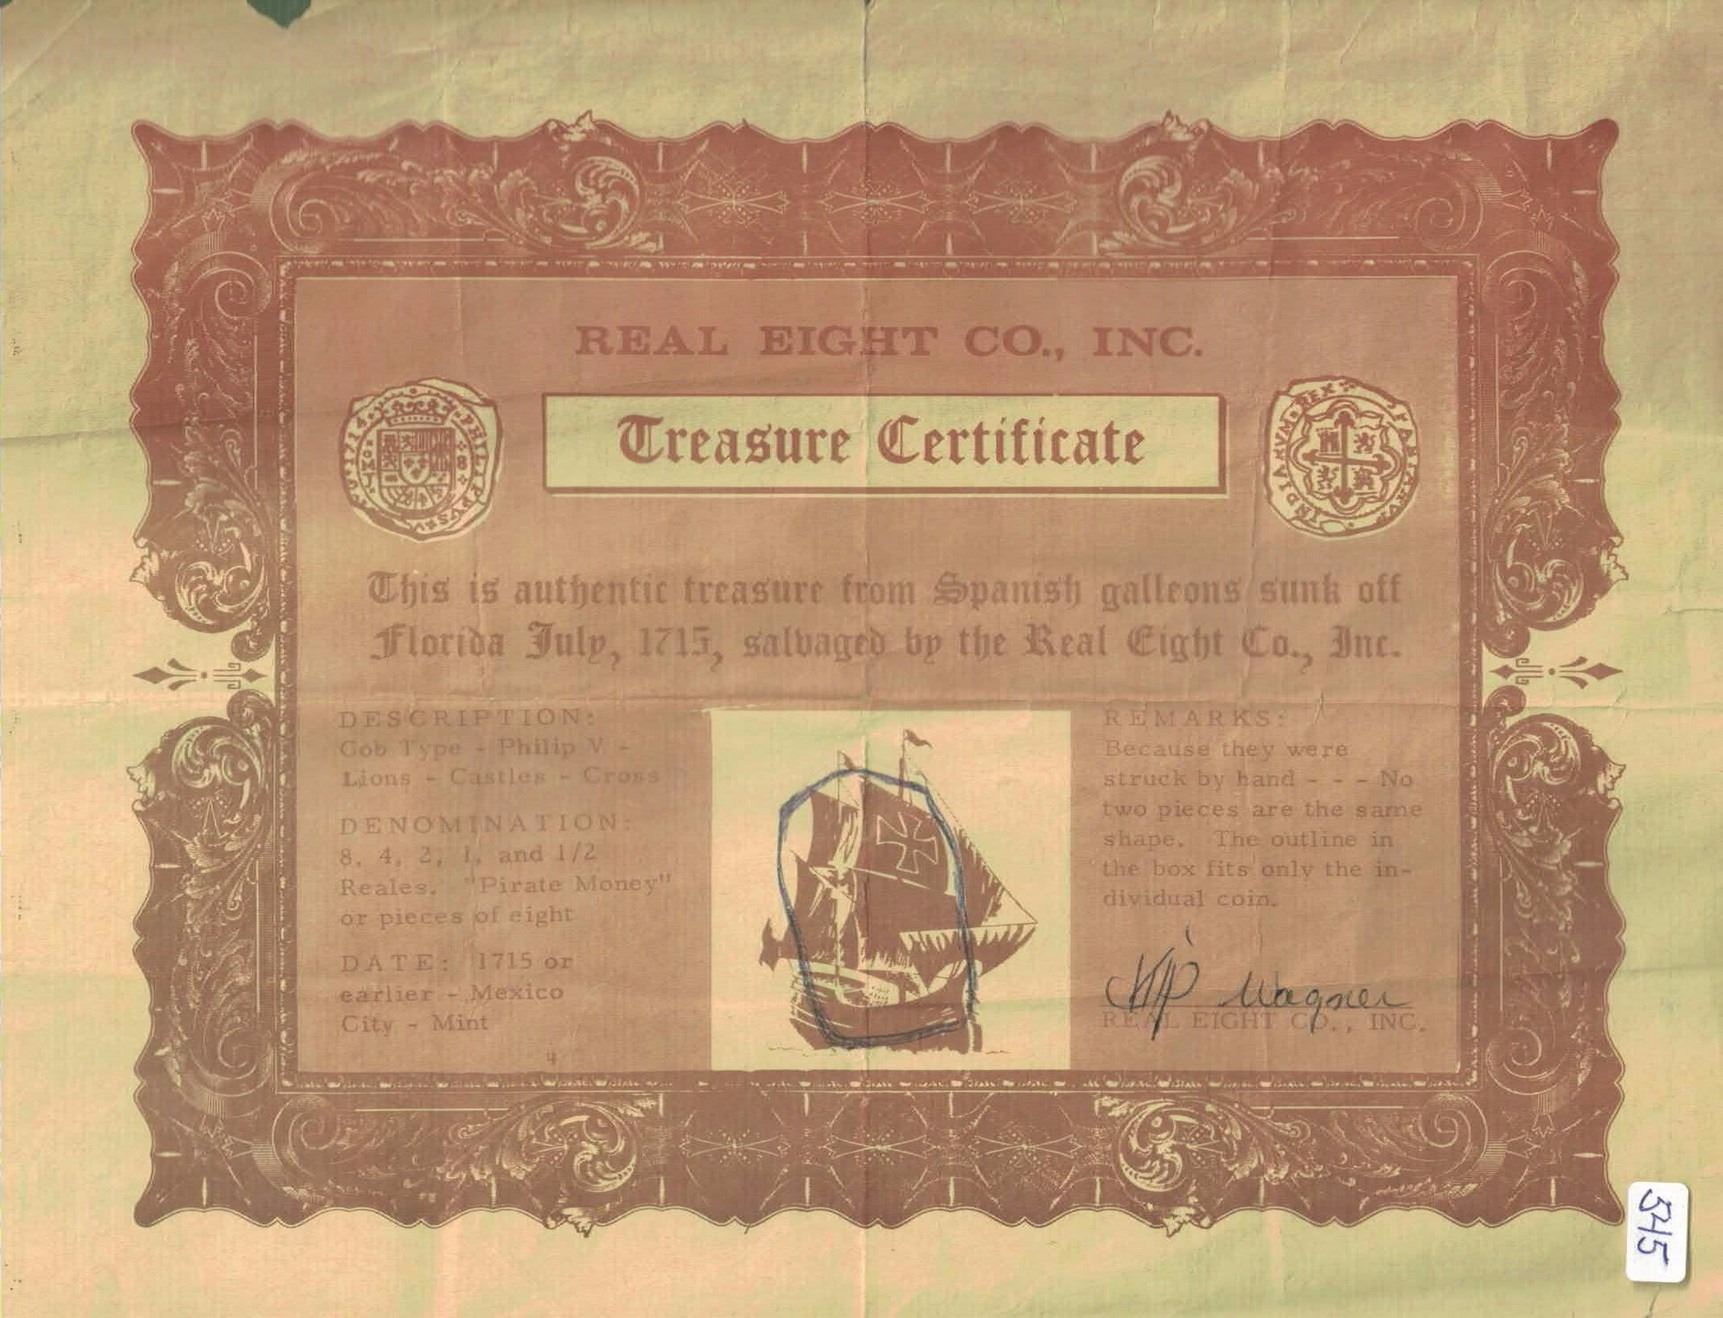 REAL EIGHT CO., INC.
Treasure Certificate
This is authentic treasure from Spanish galleons sunk off
Florida July, 1715, salvaged by the Real Eight Co., Inc.
DESCRIPTION:
Cob Type - Philip V -
Lions - Castles - Cross
DENOMINATION:
8, 4, 2, 1, and 1/2
Reales. "Pirate Money"
or pieces of eight
DATE: 1715 or
earlier - Mexico
City - Mint
4
REMARKS:
Because they were
struck by hand - - - No
two pieces are the same
shape. The outline in
the box fits only the in-
dividual coin.
Kip Wagner
REAL EIGHT CO., INC.
545